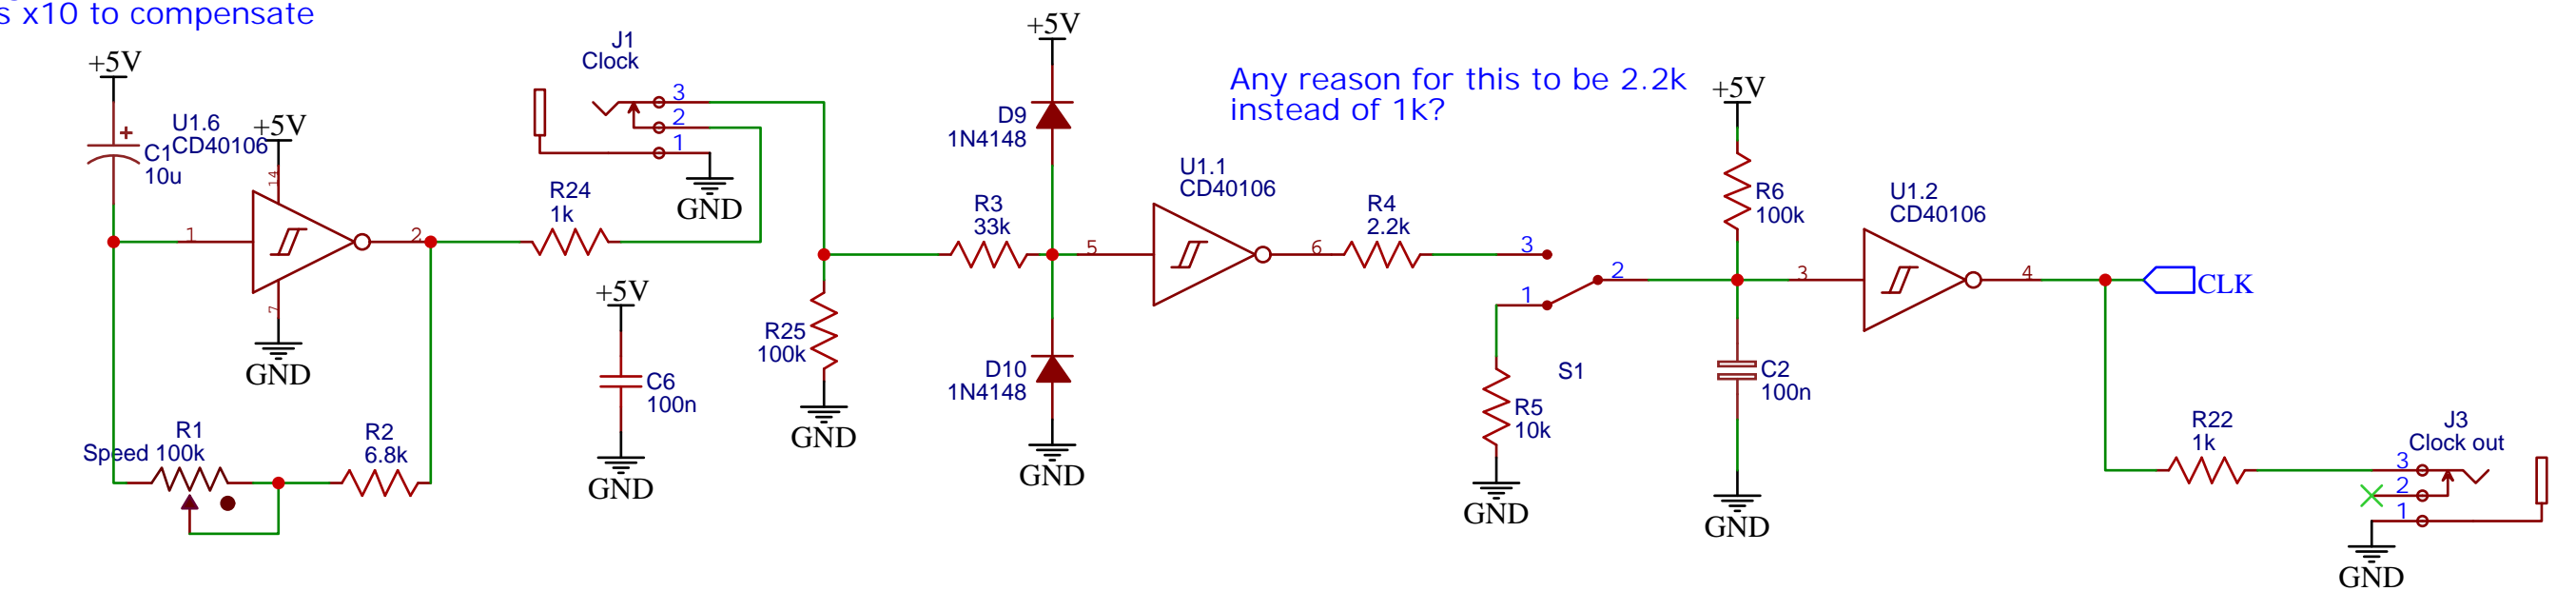 s x10 to compensate
+5V
U1.6
CD40106
+5V
C1
10u
14
1
2
7
GND
R1
Speed 100k
R2
6.8k
J1
Clock
3
2
1
GND
R24
1k
+5V
C6
100n
GND
R25
100k
GND
+5V
D9
1N4148
R3
33k
D10
1N4148
GND
U1.1
CD40106
5
6
Any reason for this to be 2.2k
instead of 1k?
R4
2.2k
3
2
1
S1
R5
10k
GND
+5V
R6
100k
C2
100n
GND
U1.2
CD40106
3
4
CLK
R22
1k
J3
Clock out
3
2
1
GND